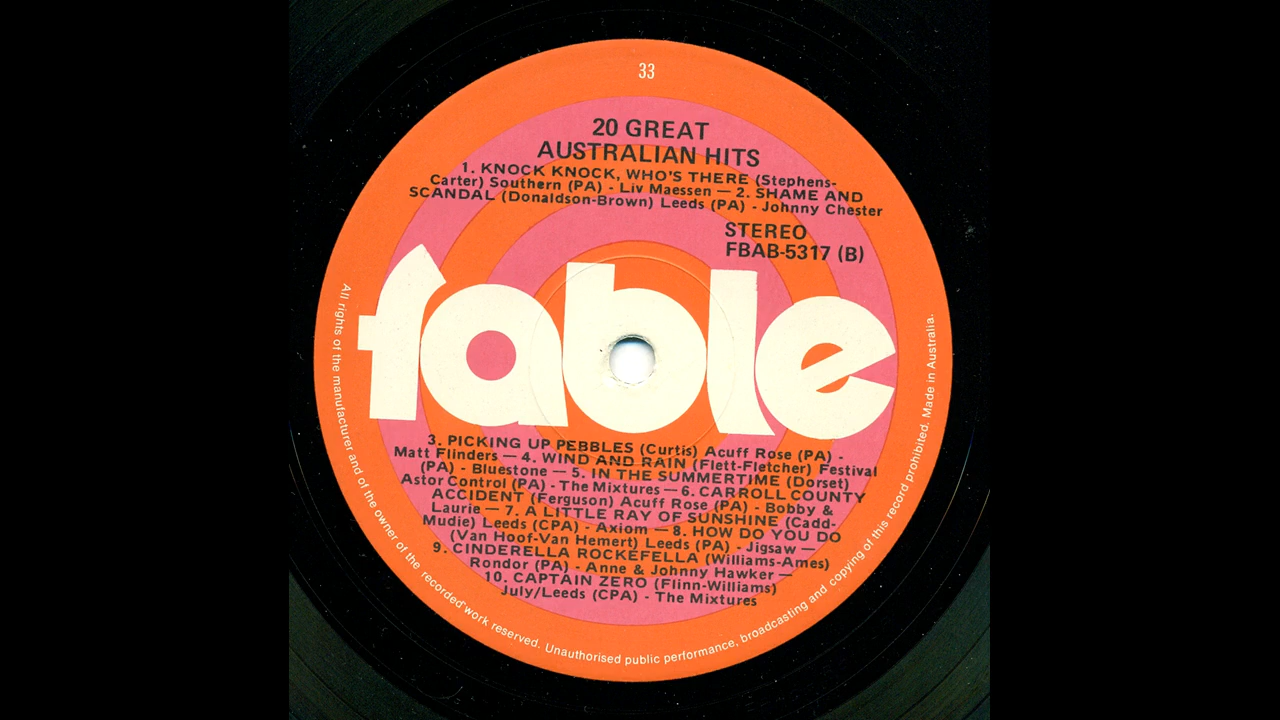 33
20 GREAT
AUSTRALIAN HITS
1. KNOCK KNOCK, WHO'S THERE (Stephens-
Carter) Southern (PA) - Liv Maessen — 2. SHAME AND
SCANDAL (Donaldson-Brown) Leeds (PA) - Johnny Chester
STEREO
FBAB-5317 (B)
fable
3. PICKING UP PEBBLES (Curtis) Acuff Rose (PA) -
Matt Flinders — 4. WIND AND RAIN (Flett-Fletcher) Festival
(PA) - Bluestone — 5. IN THE SUMMERTIME (Dorset)
Astor Control (PA) - The Mixtures — 6. CARROLL COUNTY
ACCIDENT (Ferguson) Acuff Rose (PA) - Bobby &
Laurie — 7. A LITTLE RAY OF SUNSHINE (Cadd-
Mudie) Leeds (CPA) - Axiom — 8. HOW DO YOU DO
(Van Hoof-Van Hemert) Leeds (PA) - Jigsaw —
9. CINDERELLA ROCKEFELLA (Williams-Ames)
Rondor (PA) - Anne & Johnny Hawker —
10. CAPTAIN ZERO (Flinn-Williams)
July/Leeds (CPA) - The Mixtures
All rights of the manufacturer and of the owner of the recorded work reserved. Unauthorised public performance, broadcasting and copying of this record prohibited. Made in Australia.